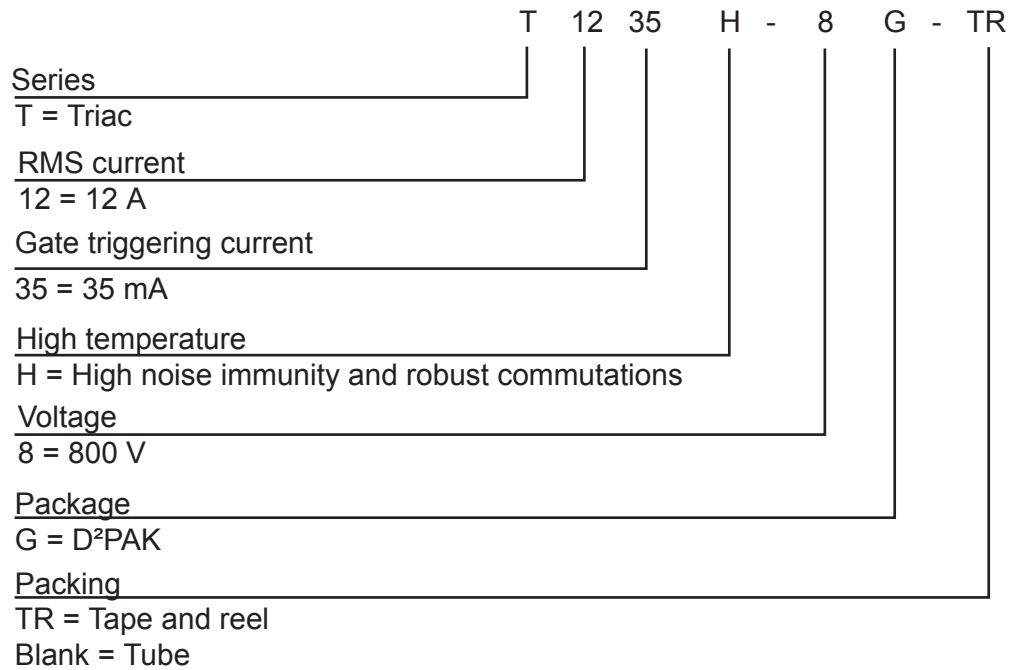 T 12 35 H - 8 G - TR
Series
T = Triac
RMS current
12 = 12 A
Gate triggering current
35 = 35 mA
High temperature
H = High noise immunity and robust commutations
Voltage
8 = 800 V
Package
G = D²PAK
Packing
TR = Tape and reel
Blank = Tube